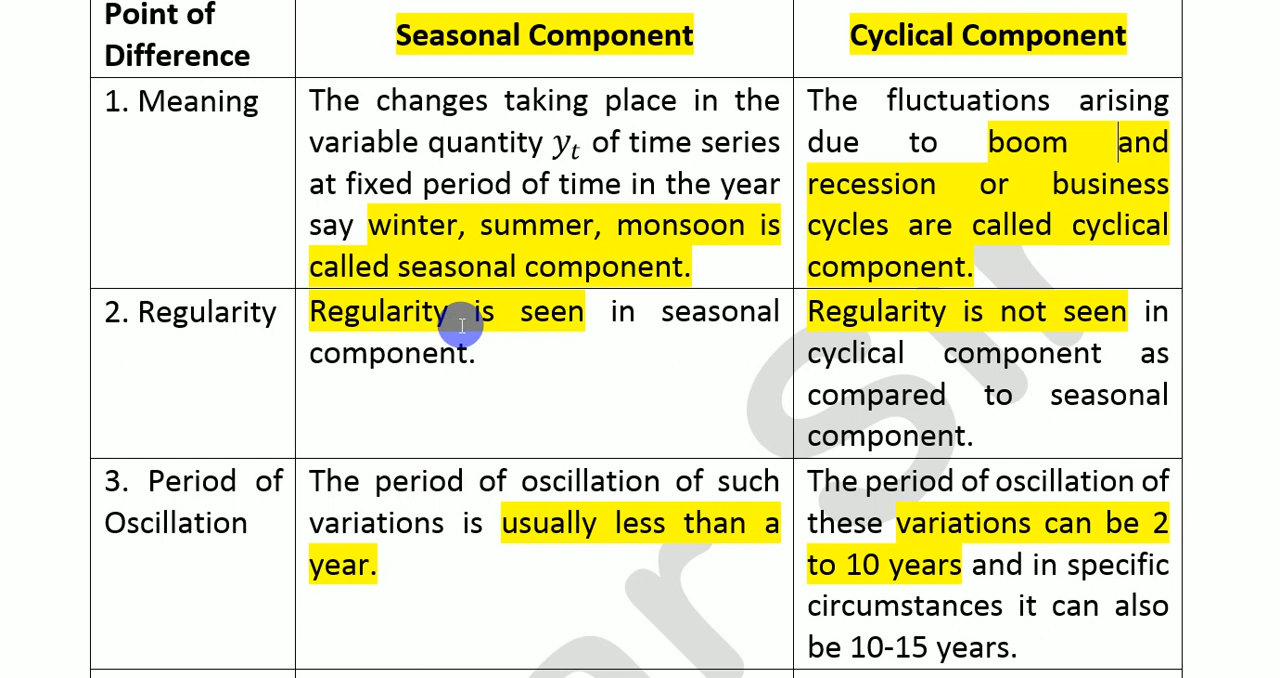 Point of
Difference
Seasonal Component
Cyclical Component
1. Meaning
The changes taking place in the
variable quantity yₜ of time series
at fixed period of time in the year
say winter, summer, monsoon is
called seasonal component.
The fluctuations arising
due to boom and
recession or business
cycles are called cyclical
component.
2. Regularity
Regularity is seen in seasonal
component.
Regularity is not seen in
cyclical component as
compared to seasonal
component.
3. Period of
Oscillation
The period of oscillation of such
variations is usually less than a
year.
The period of oscillation of
these variations can be 2
to 10 years and in specific
circumstances it can also
be 10-15 years.